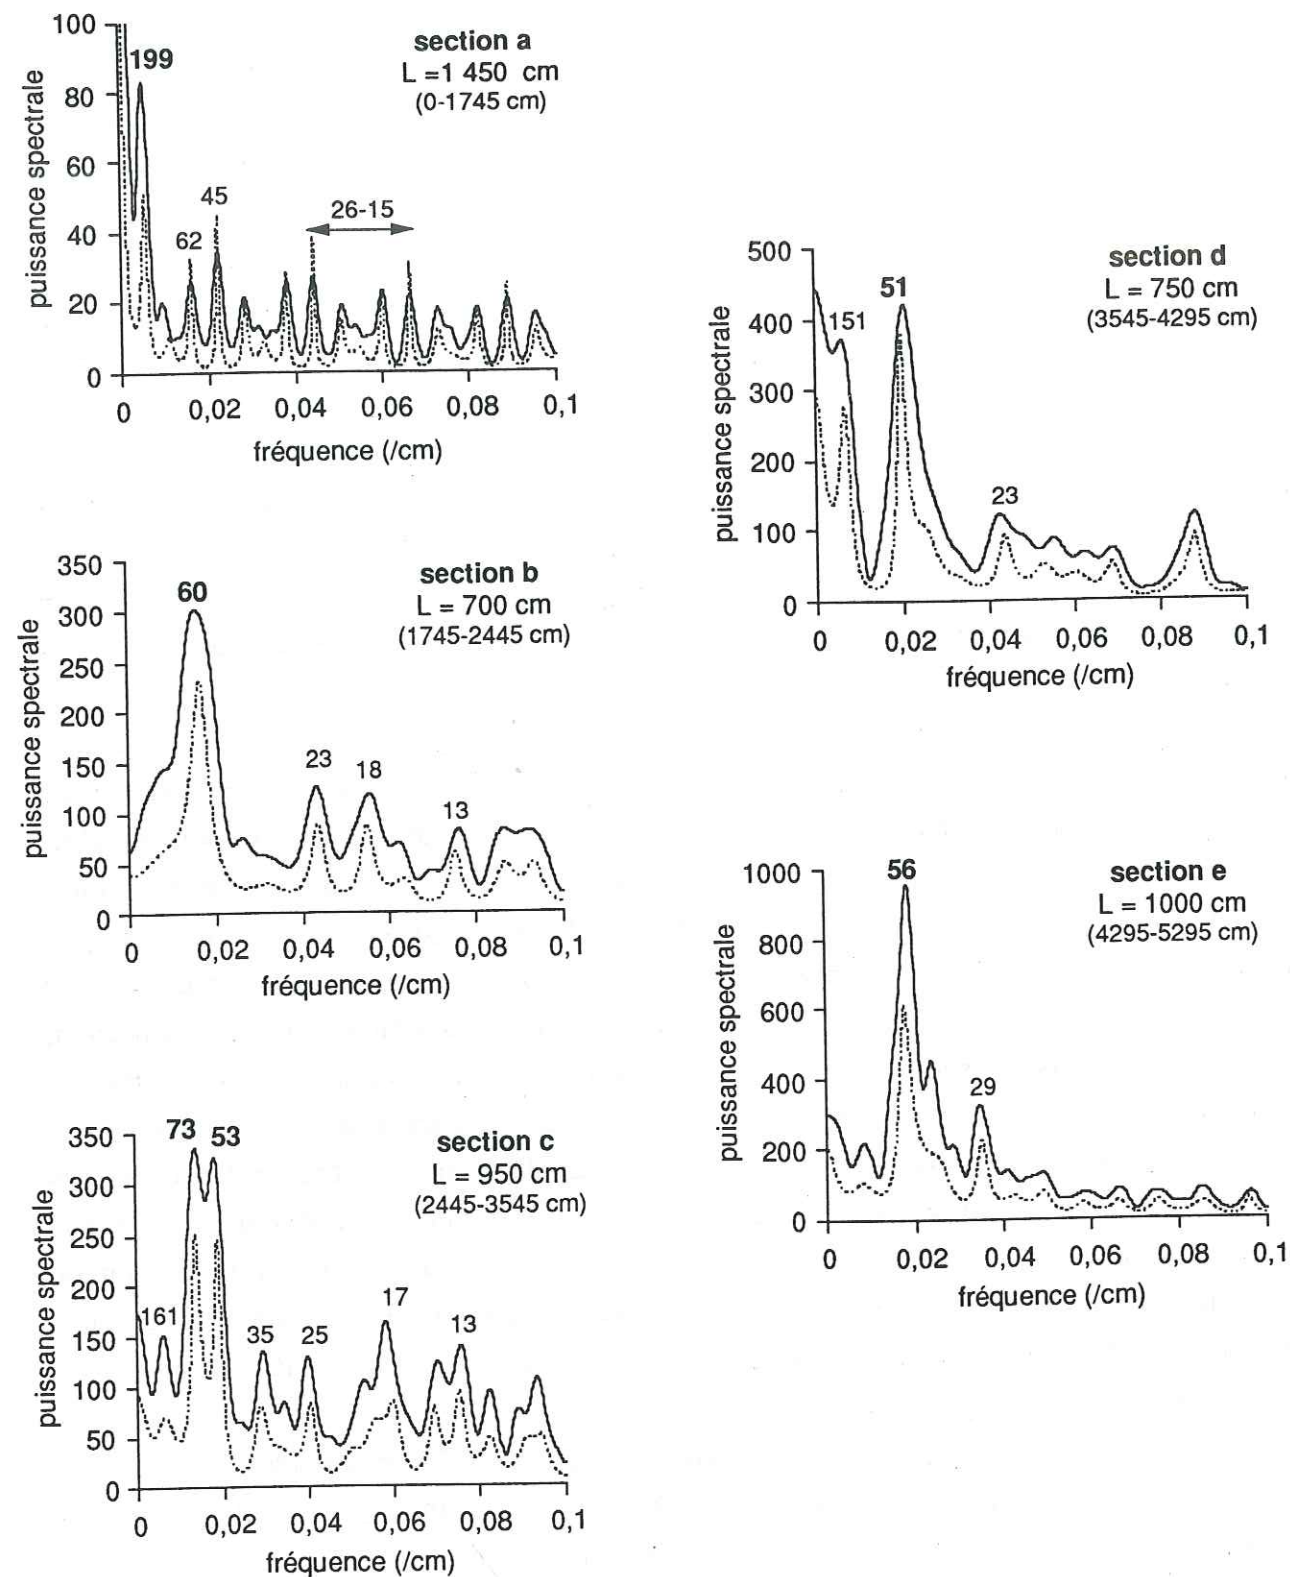 section a
L =1 450 cm
(0-1745 cm)
puissance spectrale
100
80
60
40
20
0
199
62
45
26-15
0 0,02 0,04 0,06 0,08 0,1
fréquence (/cm)
section b
L = 700 cm
(1745-2445 cm)
puissance spectrale
350
300
250
200
150
100
50
0
60
23
18
13
0 0,02 0,04 0,06 0,08 0,1
fréquence (/cm)
section c
L = 950 cm
(2445-3545 cm)
puissance spectrale
350
300
250
200
150
100
50
0
161
73
53
35
25
17
13
0 0,02 0,04 0,06 0,08 0,1
fréquence (/cm)
section d
L = 750 cm
(3545-4295 cm)
puissance spectrale
500
400
300
200
100
0
151
51
23
0 0,02 0,04 0,06 0,08 0,1
fréquence (/cm)
section e
L = 1000 cm
(4295-5295 cm)
puissance spectrale
1000
800
600
400
200
0
56
29
0 0,02 0,04 0,06 0,08 0,1
fréquence (/cm)